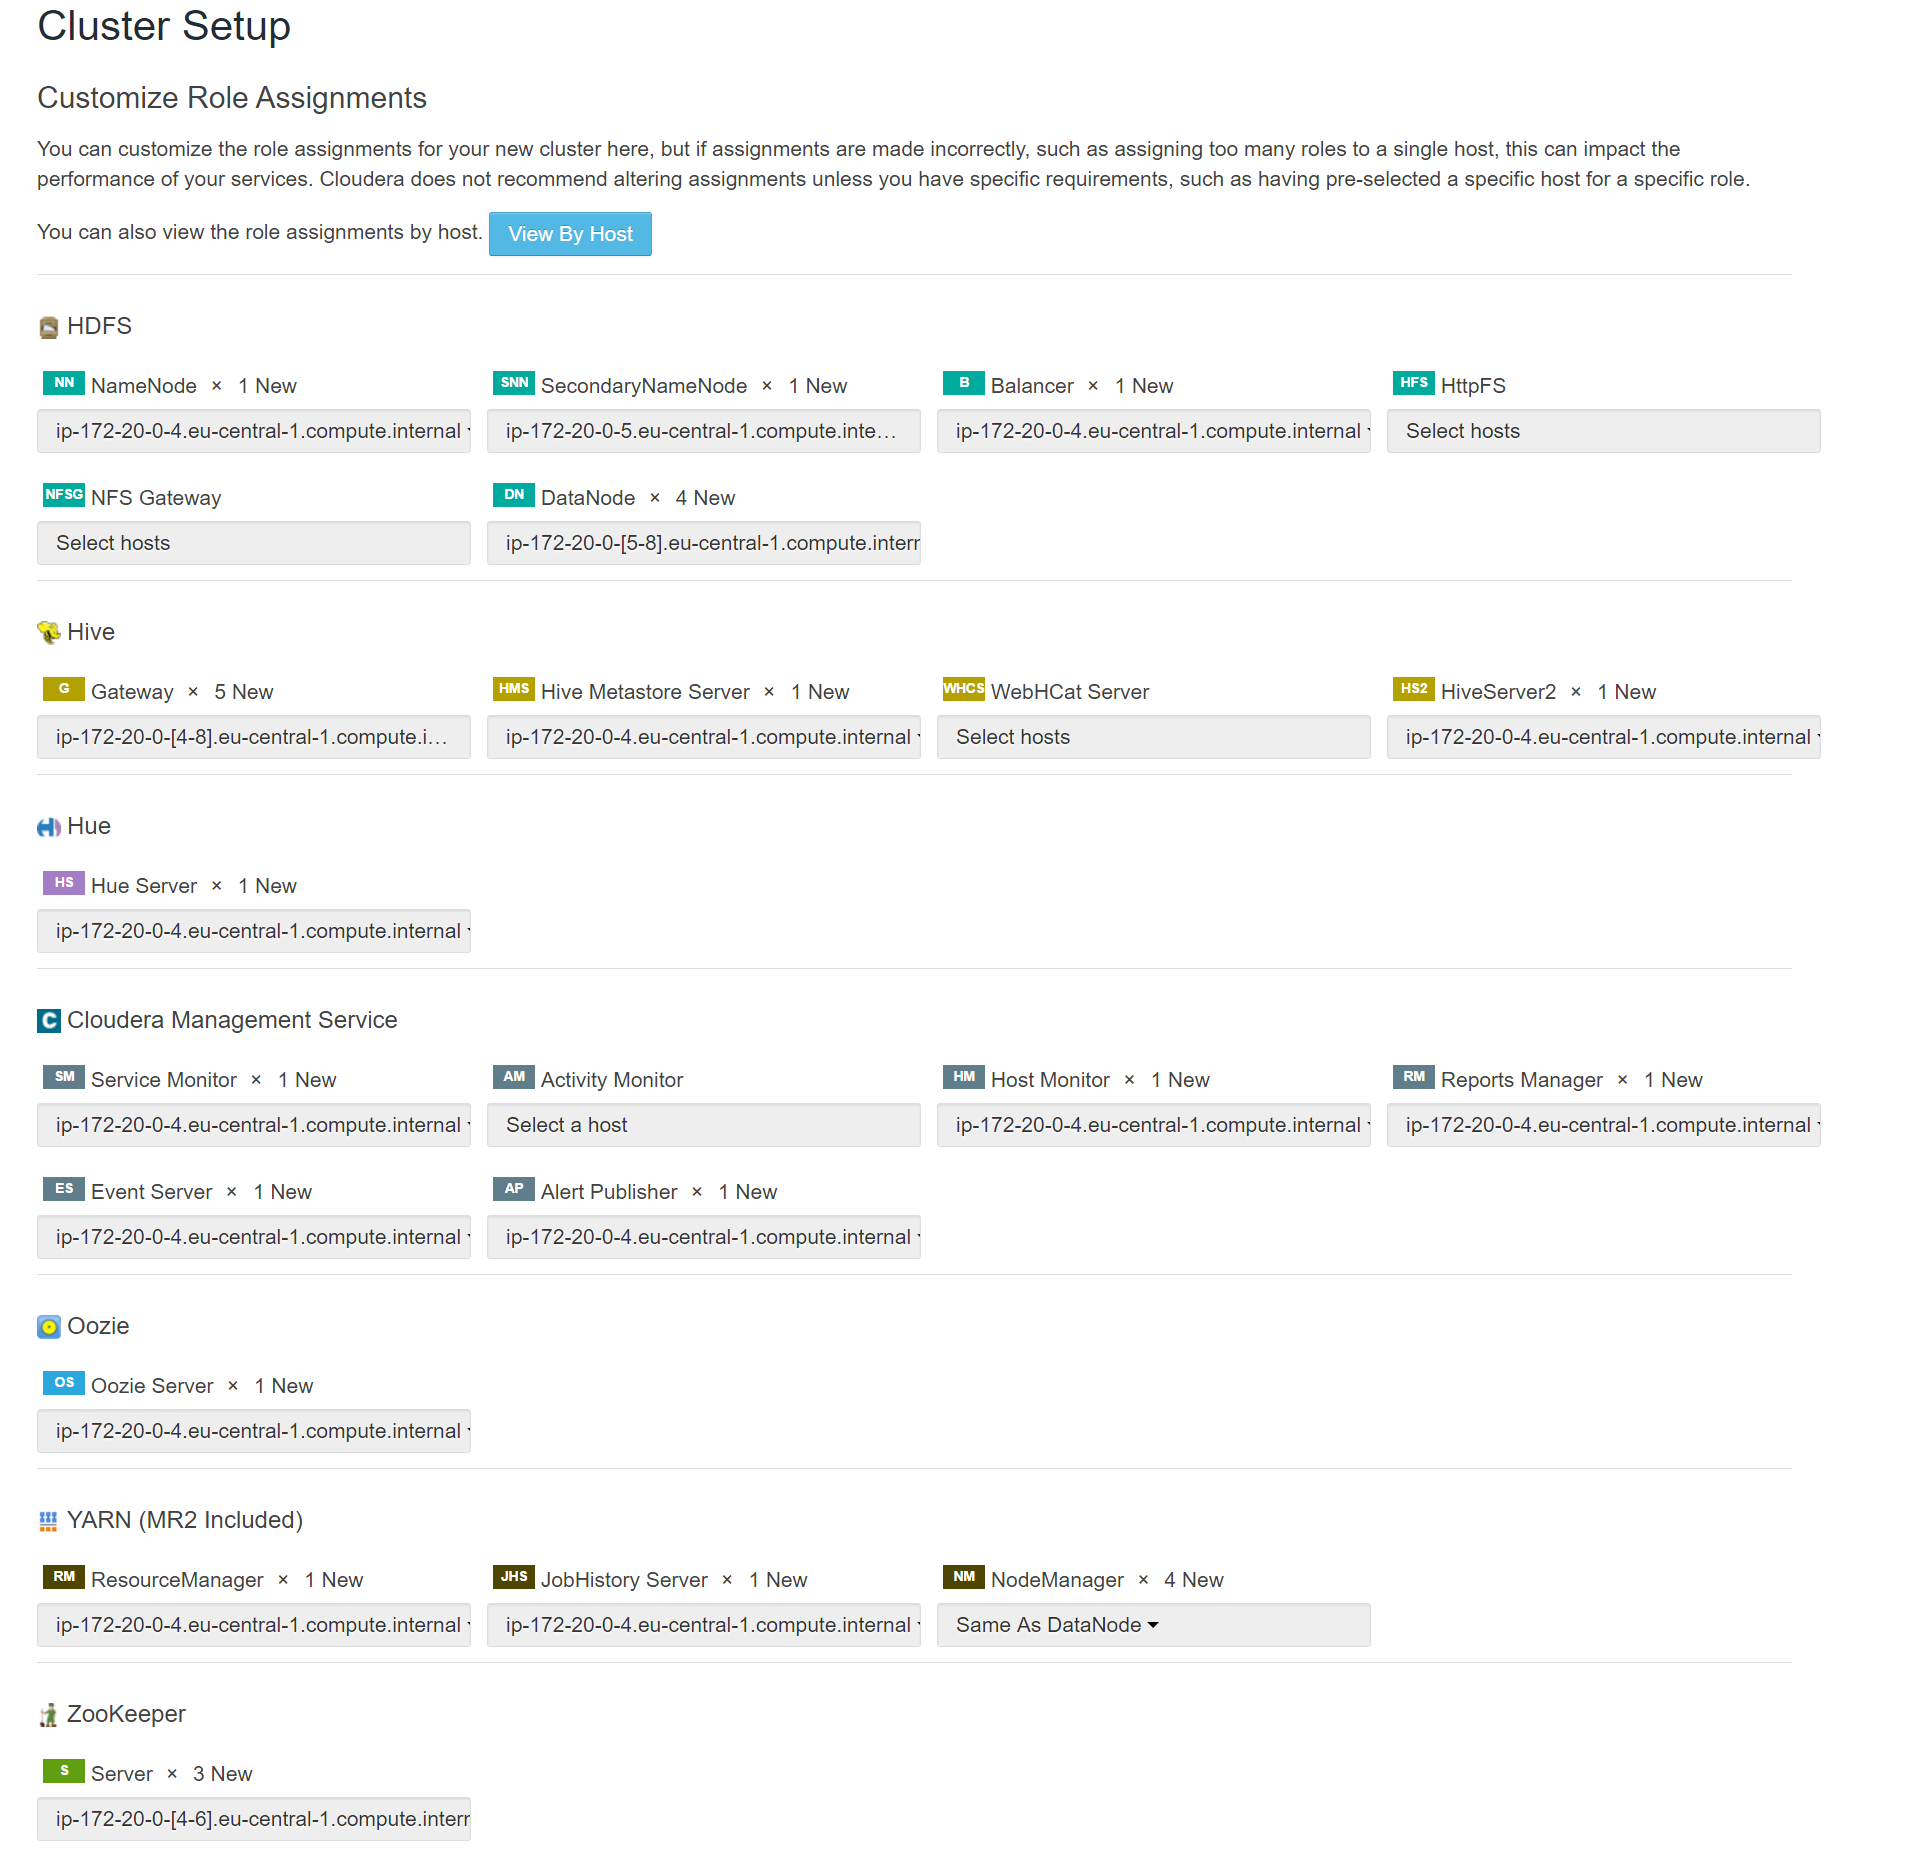 Cluster Setup
Customize Role Assignments
You can customize the role assignments for your new cluster here, but if assignments are made incorrectly, such as assigning too many roles to a single host, this can impact the
performance of your services. Cloudera does not recommend altering assignments unless you have specific requirements, such as having pre-selected a specific host for a specific role.
You can also view the role assignments by host. View By Host
HDFS
NN NameNode × 1 New SNN SecondaryNameNode × 1 New B Balancer × 1 New HFS HttpFS
ip-172-20-0-4.eu-central-1.compute.internal ip-172-20-0-5.eu-central-1.compute.inte... ip-172-20-0-4.eu-central-1.compute.internal Select hosts
NFSG NFS Gateway DN DataNode × 4 New
Select hosts ip-172-20-0-[5-8].eu-central-1.compute.intern
Hive
G Gateway × 5 New HMS Hive Metastore Server × 1 New WHCS WebHCat Server HS2 HiveServer2 × 1 New
ip-172-20-0-[4-8].eu-central-1.compute.i... ip-172-20-0-4.eu-central-1.compute.internal Select hosts ip-172-20-0-4.eu-central-1.compute.internal
Hue
HS Hue Server × 1 New
ip-172-20-0-4.eu-central-1.compute.internal
C Cloudera Management Service
SM Service Monitor × 1 New AM Activity Monitor HM Host Monitor × 1 New RM Reports Manager × 1 New
ip-172-20-0-4.eu-central-1.compute.internal Select a host ip-172-20-0-4.eu-central-1.compute.internal ip-172-20-0-4.eu-central-1.compute.internal
ES Event Server × 1 New AP Alert Publisher × 1 New
ip-172-20-0-4.eu-central-1.compute.internal ip-172-20-0-4.eu-central-1.compute.internal
Oozie
OS Oozie Server × 1 New
ip-172-20-0-4.eu-central-1.compute.internal
YARN (MR2 Included)
RM ResourceManager × 1 New JHS JobHistory Server × 1 New NM NodeManager × 4 New
ip-172-20-0-4.eu-central-1.compute.internal ip-172-20-0-4.eu-central-1.compute.internal Same As DataNode
ZooKeeper
S Server × 3 New
ip-172-20-0-[4-6].eu-central-1.compute.intern